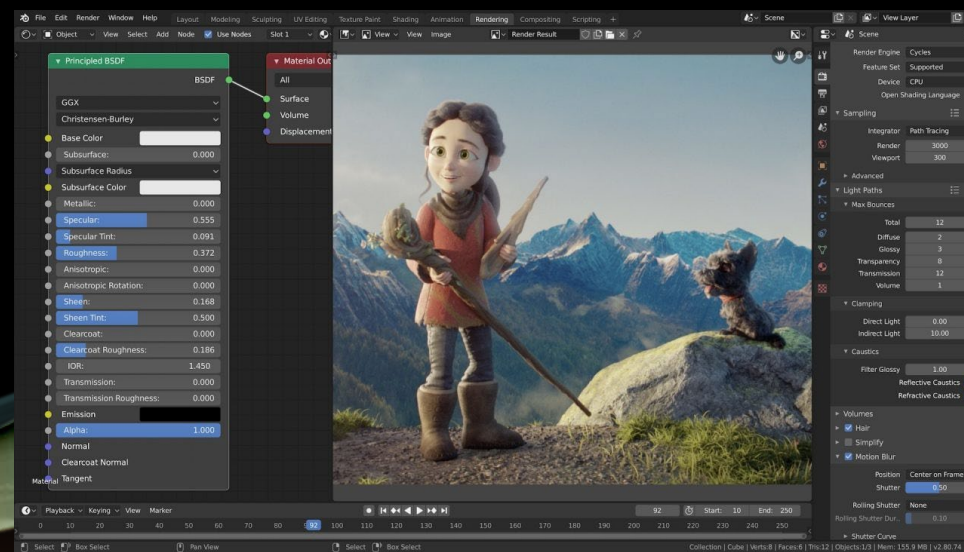 File Edit Render Window Help Layout Modeling Sculpting UV Editing Texture Paint Shading Animation Rendering Compositing Scripting + Scene View Layer
Object View Select Add Node Use Nodes Slot 1 View View Image Render Result Scene
Principled BSDF
BSDF
GGX
Christensen-Burley
Base Color
Subsurface: 0.000
Subsurface Radius
Subsurface Color
Metallic: 0.000
Specular: 0.555
Specular Tint: 0.091
Roughness: 0.372
Anisotropic: 0.000
Anisotropic Rotation: 0.000
Sheen: 0.168
Sheen Tint: 0.500
Clearcoat: 0.000
Clearcoat Roughness: 0.186
IOR: 1.450
Transmission: 0.000
Transmission Roughness: 0.000
Emission
Alpha: 1.000
Normal
Clearcoat Normal
Tangent
Material
Material Out
All
Surface
Volume
Displacement
Render Engine Cycles
Feature Set Supported
Device CPU
Open Shading Language
Sampling
Integrator Path Tracing
Render 3000
Viewport 300
Advanced
Light Paths
Max Bounces
Total 12
Diffuse 2
Glossy 3
Transparency 8
Transmission 12
Volume 1
Clamping
Direct Light 0.00
Indirect Light 10.00
Caustics
Filter Glossy 1.00
Reflective Caustics
Refractive Caustics
Volumes
Hair
Simplify
Motion Blur
Position Center on Frame
Shutter 0.50
Rolling Shutter None
Rolling Shutter Dur.. 0.10
Shutter Curve
Playback Keying View Marker 92 Start: 10 End: 250
0 10 20 30 40 50 60 70 80 92 100 110 120 130 140 150 160 170 180 190 200 210 220 230 240 250
Select Box Select Pan View Select Box Select Collection | Cube | Verts:8 | Faces:6 | Tris:12 | Objects:1/3 | Mem: 155.9 MB | v2.80.74